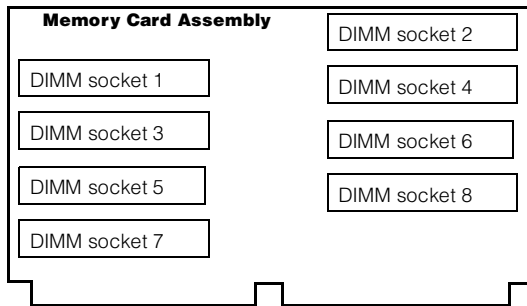 Memory Card Assembly
DIMM socket 2
DIMM socket 1
DIMM socket 4
DIMM socket 3
DIMM socket 6
DIMM socket 5
DIMM socket 8
DIMM socket 7